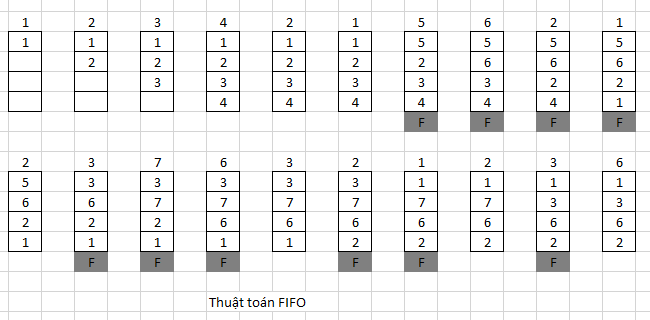 1 2 3 4 2 1 5 6 2 1
1 1 1 1 1 1 5 5 5 5
2 2 2 2 2 2 6 6 6
3 3 3 3 3 3 2 2
4 4 4 4 4 4 1
F F F F
2 3 7 6 3 2 1 2 3 6
5 3 3 3 3 3 1 1 1 1
6 6 7 7 7 7 7 7 3 3
2 2 2 6 6 6 6 6 6 6
1 1 1 1 1 2 2 2 2 2
F F F F F F
Thuật toán FIFO